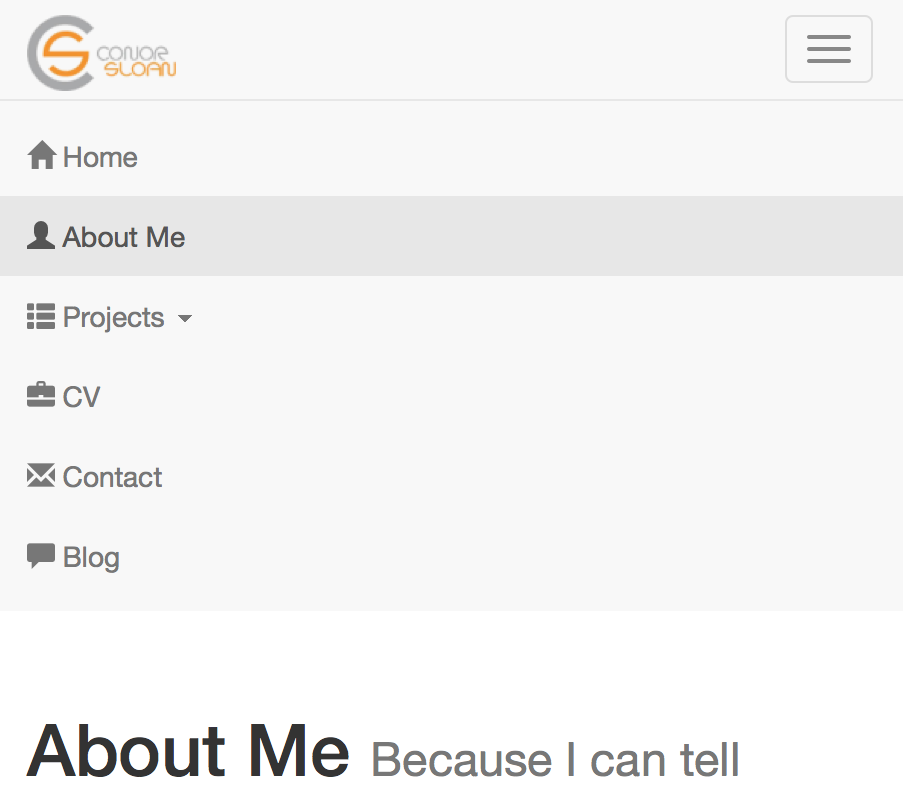 CONOR
SLOAN
Home
About Me
Projects
CV
Contact
Blog
About Me Because I can tell